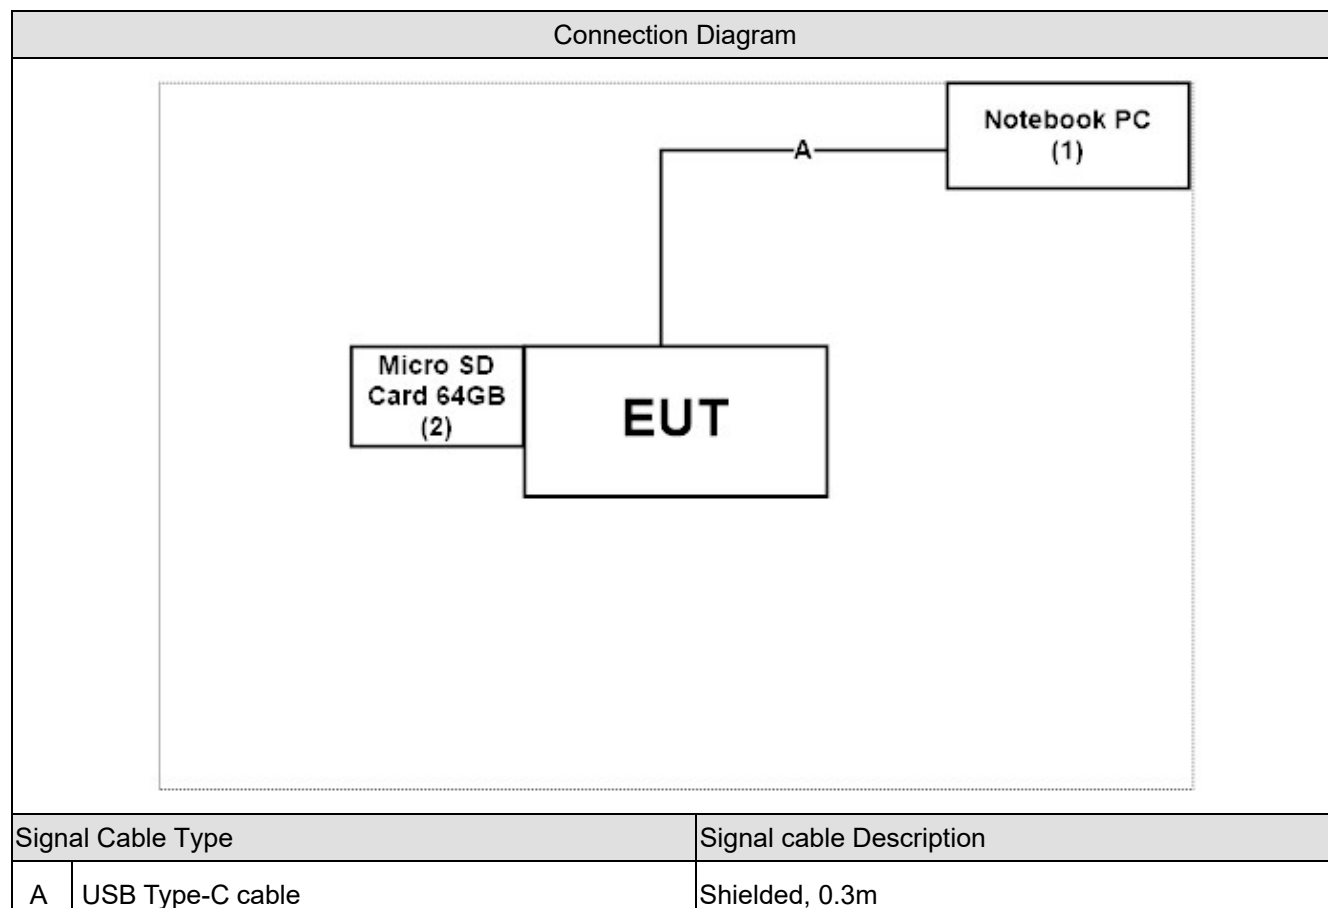 Connection Diagram
Notebook PC
(1)
A
Micro SD
Card 64GB
(2)
EUT
Signal Cable Type Signal cable Description
A USB Type-C cable Shielded, 0.3m